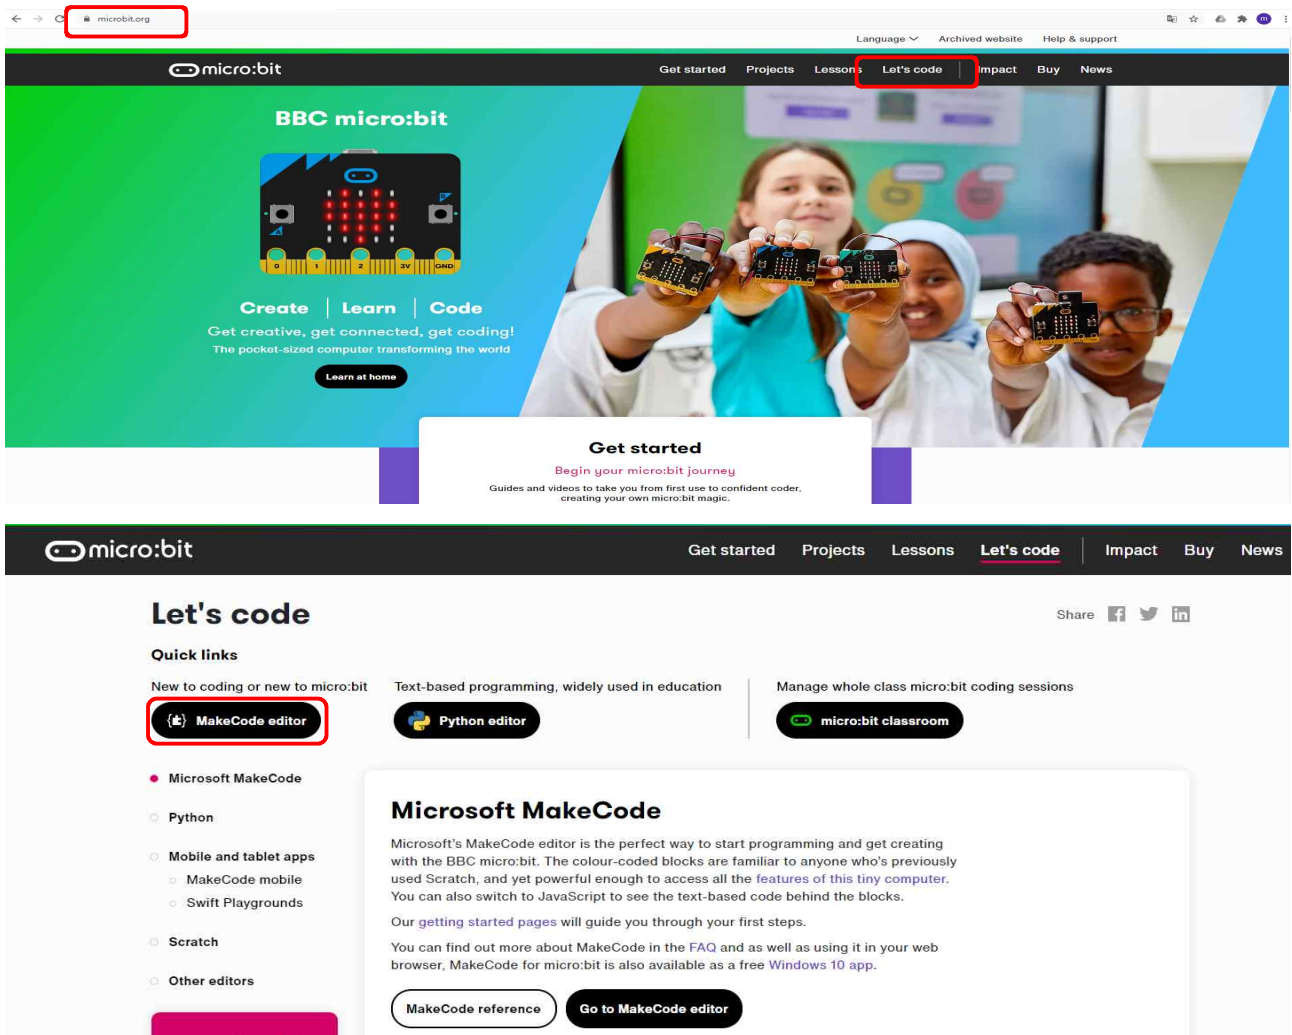 microbit.org
m
Language
Archived website
Help & support
micro:bit
Get started
Projects
Lessons
Let's code
Impact
Buy
News
BBC micro:bit
A
B
0
1
2
3V
GND
Create | Learn | Code
Get creative, get connected, get coding!
The pocket-sized computer transforming the world
Learn at home
Get started
Begin your micro:bit journey
Guides and videos to take you from first use to confident coder,
creating your own micro:bit magic.
micro:bit
Get started
Projects
Lessons
Let's code
Impact
Buy
News
Let's code
Share
Quick links
New to coding or new to micro:bit
MakeCode editor
Text-based programming, widely used in education
Python editor
Manage whole class micro:bit coding sessions
micro:bit classroom
Microsoft MakeCode
Python
Mobile and tablet apps
MakeCode mobile
Swift Playgrounds
Scratch
Other editors
Microsoft MakeCode
Microsoft's MakeCode editor is the perfect way to start programming and get creating
with the BBC micro:bit. The colour-coded blocks are familiar to anyone who's previously
used Scratch, and yet powerful enough to access all the features of this tiny computer.
You can also switch to JavaScript to see the text-based code behind the blocks.
Our getting started pages will guide you through your first steps.
You can find out more about MakeCode in the FAQ and as well as using it in your web
browser, MakeCode for micro:bit is also available as a free Windows 10 app.
MakeCode reference
Go to MakeCode editor